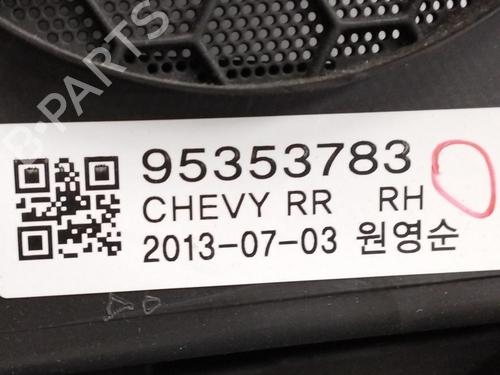 B-PARTS
95353783
CHEVY RR RH
2013-07-03 원영순